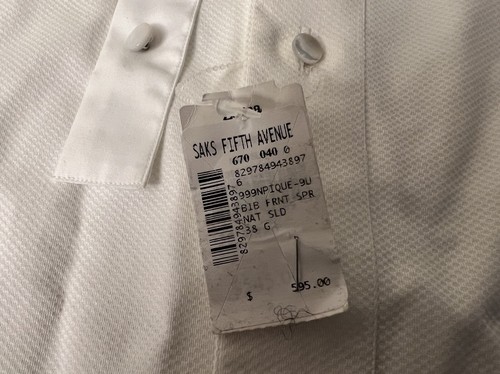 SAKS FIFTH AVENUE
670 040 0
829784943897
6
999NPIQUE-9U
BIB FRNT SPR
NAT SLD
38 G
829784943897
$ 595.00